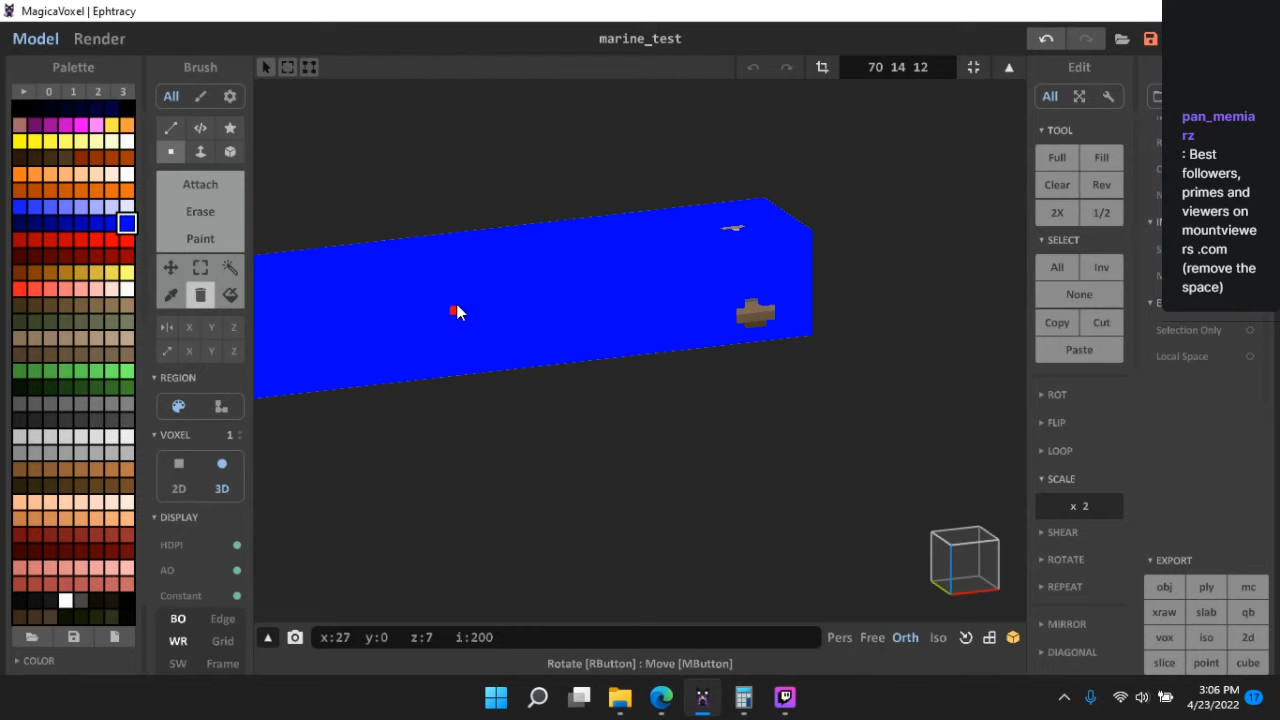 MagicaVoxel | Ephtracy
Model Render
marine_test
Palette
Brush
70 14 12
Edit
0 1 2 3
All
All
pan_memia
rz
: Best
followers,
primes and
viewers on
mountviewe
rs .com
(remove the
space)
TOOL
Full Fill
Clear Rev
2X 1/2
Attach
Erase
Paint
SELECT
All Inv
None
Copy Cut
Paste
X Y Z
X Y Z
REGION
VOXEL 1
2D 3D
DISPLAY
HDPI
AO
Constant
BO Edge
WR Grid
SW Frame
Selection Only
Local Space
ROT
FLIP
LOOP
SCALE
x 2
SHEAR
ROTATE
REPEAT
MIRROR
DIAGONAL
EXPORT
obj ply mc
xraw slab qb
vox iso 2d
slice point cube
COLOR
x:27 y:0 z:7 i:200
Pers Free Orth Iso
Rotate [RButton] : Move [MButton]
3:06 PM
4/23/2022
17